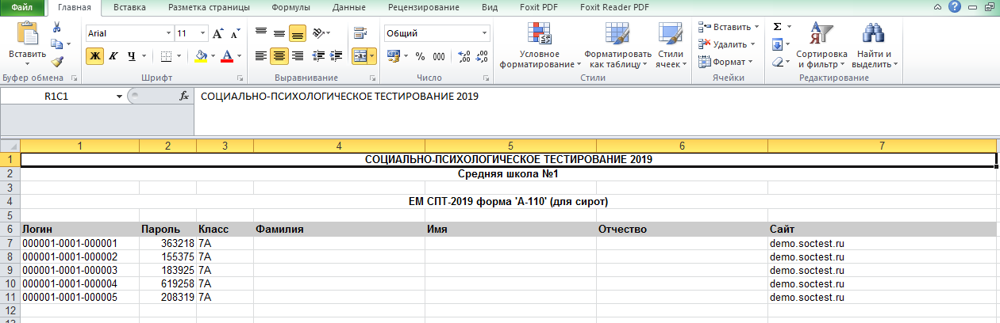 Файл Главная Вставка Разметка страницы Формулы Данные Рецензирование Вид Foxit PDF Foxit Reader PDF
Вставить
Буфер обмена
Arial 11
Ж К Ч
Шрифт
Выравнивание
Общий
% 000
Число
Условное форматирование
Форматировать как таблицу
Стили ячеек
Стили
Вставить
Удалить
Формат
Ячейки
Σ
Сортировка и фильтр
Найти и выделить
Редактирование
R1C1 fx СОЦИАЛЬНО-ПСИХОЛОГИЧЕСКОЕ ТЕСТИРОВАНИЕ 2019
1 2 3 4 5 6 7
1 СОЦИАЛЬНО-ПСИХОЛОГИЧЕСКОЕ ТЕСТИРОВАНИЕ 2019
2 Средняя школа №1
3
4 ЕМ СПТ-2019 форма 'А-110' (для сирот)
5
6 Логин Пароль Класс Фамилия Имя Отчество Сайт
7 000001-0001-000001 363218 7А demo.soctest.ru
8 000001-0001-000002 155375 7А demo.soctest.ru
9 000001-0001-000003 183925 7А demo.soctest.ru
10 000001-0001-000004 619258 7А demo.soctest.ru
11 000001-0001-000005 208319 7А demo.soctest.ru
12